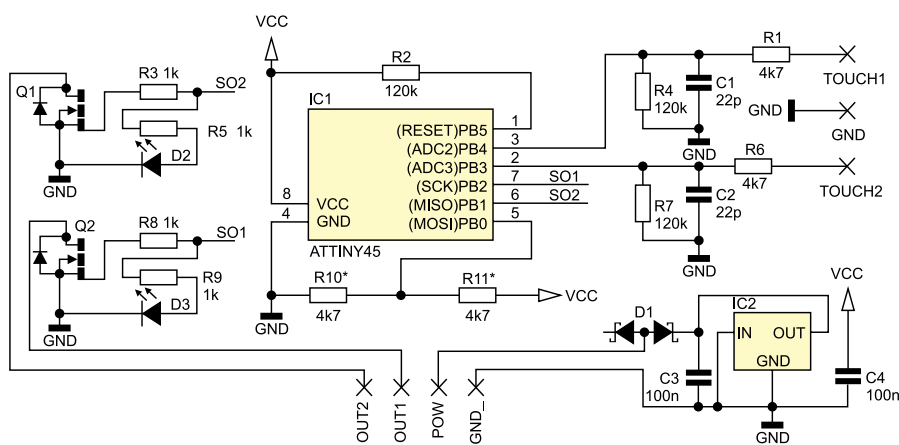 VCC
R2
120k
R1
4k7
TOUCH1
Q1
R3 1k
SO2
R5 1k
D2
GND
IC1
(RESET)PB5
(ADC2)PB4
(ADC3)PB3
(SCK)PB2
(MISO)PB1
(MOSI)PB0
VCC
GND
ATTINY45
1
3
2
7
6
5
8
4
SO1
SO2
R4
120k
C1
22p
GND
GND
GND
R6
4k7
TOUCH2
R7
120k
C2
22p
GND
Q2
R8 1k
SO1
R9
1k
D3
GND
R10*
4k7
R11*
4k7
VCC
GND
D1
IC2
IN
OUT
GND
VCC
C3
100n
C4
100n
GND
OUT2
OUT1
POW
GND_